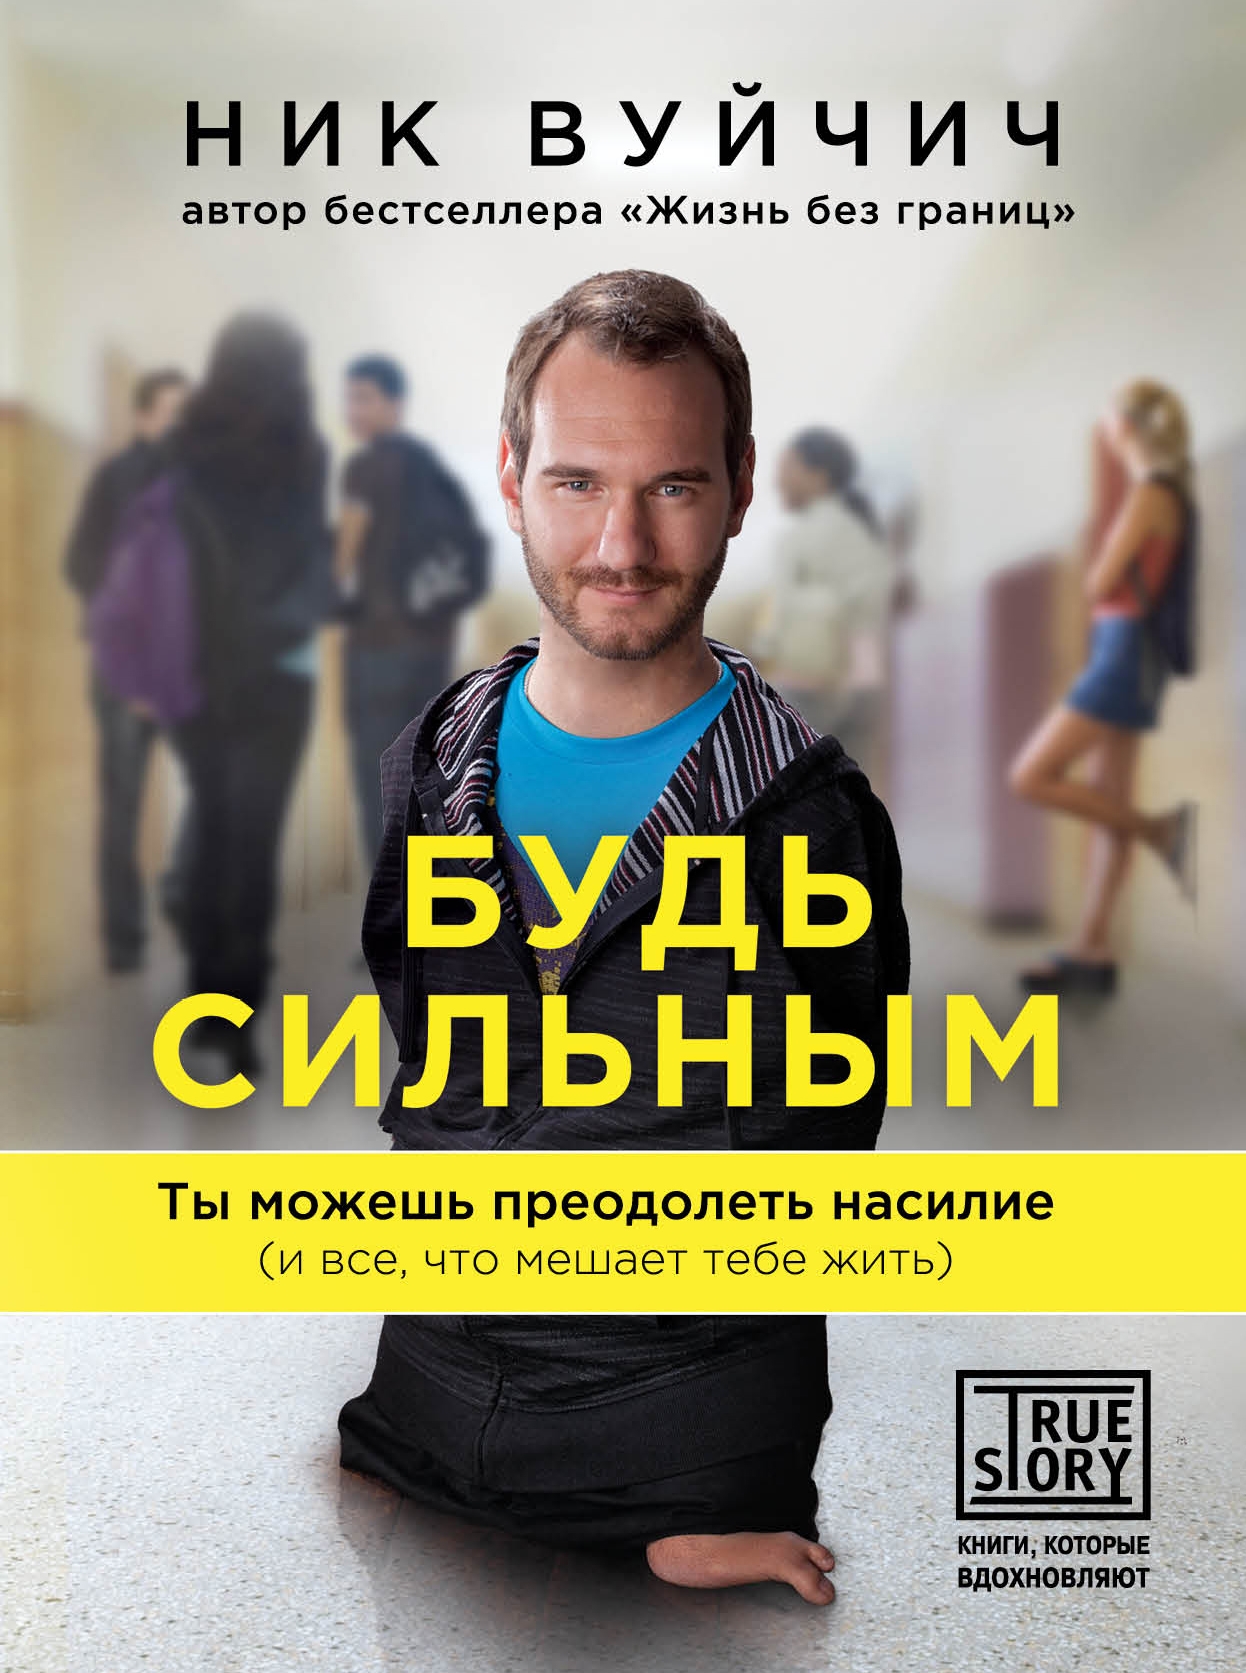 НИК ВУЙЧИЧ
автор бестселлера «Жизнь без границ»
БУДЬ
СИЛЬНЫМ
Ты можешь преодолеть насилие
(и все, что мешает тебе жить)
TRUE
STORY
КНИГИ, КОТОРЫЕ
ВДОХНОВЛЯЮТ